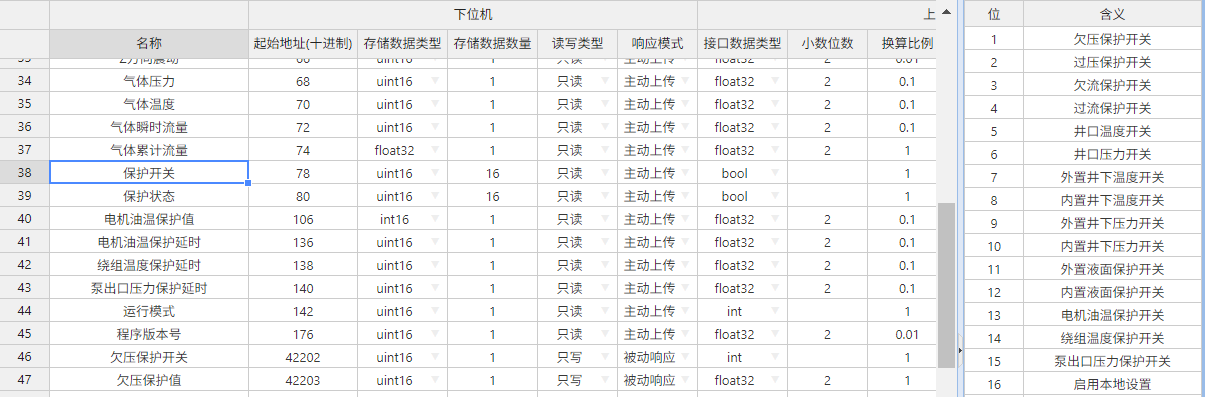 下位机 上 位 含义
名称 起始地址(十进制) 存储数据类型 存储数据数量 读写类型 响应模式 接口数据类型 小数位数 换算比例
34 气体压力 68 uint16 1 只读 主动上传 float32 2 0.1
35 气体温度 70 uint16 1 只读 主动上传 float32 2 0.1
36 气体瞬时流量 72 uint16 1 只读 主动上传 float32 2 0.1
37 气体累计流量 74 float32 1 只读 主动上传 float32 2 1
38 保护开关 78 uint16 16 只读 主动上传 bool 1
39 保护状态 80 uint16 16 只读 主动上传 bool 1
40 电机油温保护值 106 int16 1 只读 主动上传 float32 2 0.1
41 电机油温保护延时 136 uint16 1 只读 主动上传 float32 2 0.1
42 绕组温度保护延时 138 uint16 1 只读 主动上传 float32 2 0.1
43 泵出口压力保护延时 140 uint16 1 只读 主动上传 float32 2 0.1
44 运行模式 142 uint16 1 只读 主动上传 int 1
45 程序版本号 176 uint16 1 只读 主动上传 float32 2 0.01
46 欠压保护开关 42202 uint16 1 只写 被动响应 int 1
47 欠压保护值 42203 uint16 1 只写 被动响应 float32 2 1
1 欠压保护开关
2 过压保护开关
3 欠流保护开关
4 过流保护开关
5 井口温度开关
6 井口压力开关
7 外置井下温度开关
8 内置井下温度开关
9 外置井下压力开关
10 内置井下压力开关
11 外置液面保护开关
12 内置液面保护开关
13 电机油温保护开关
14 绕组温度保护开关
15 泵出口压力保护开关
16 启用本地设置